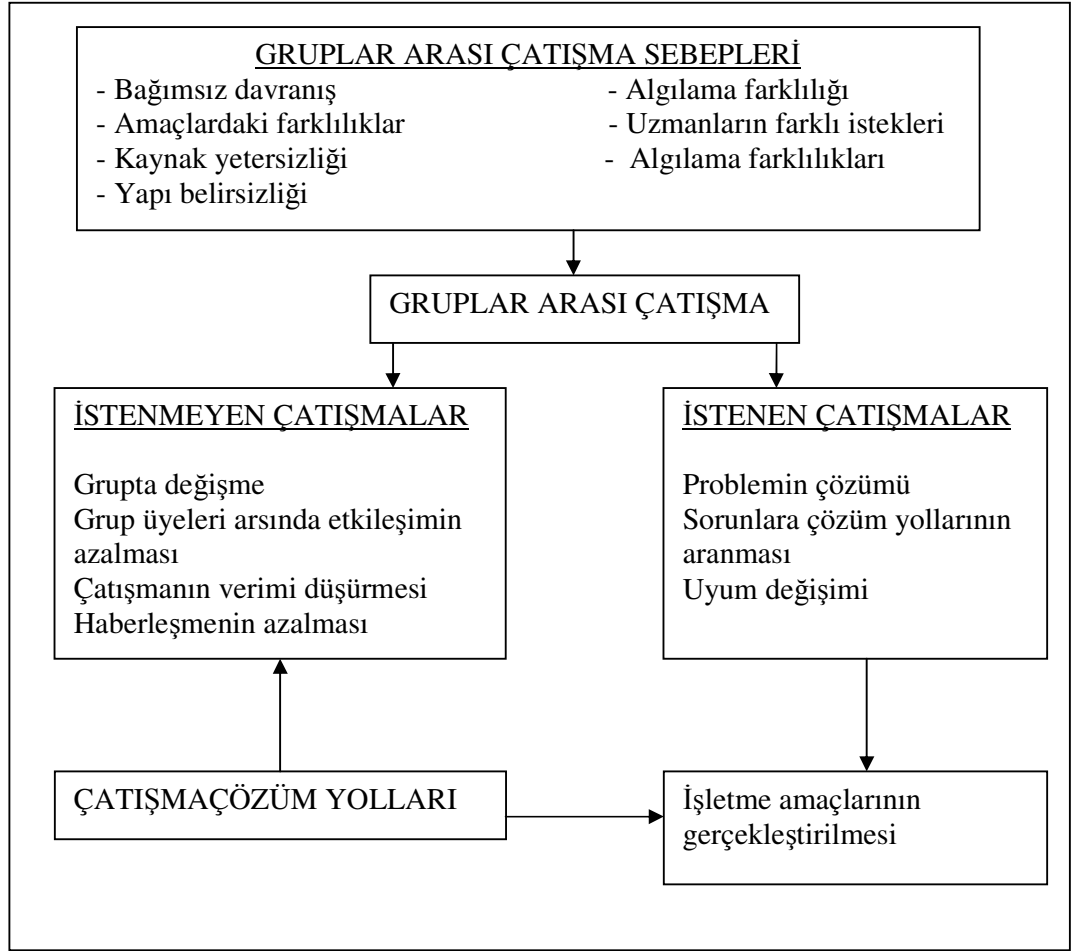 GRUPLAR ARASI ÇATIŞMA SEBEPLERİ
- Bağımsız davranış - Algılama farklılığı
- Amaçlardaki farklılıklar - Uzmanların farklı istekleri
- Kaynak yetersizliği - Algılama farklılıkları
- Yapı belirsizliği
GRUPLAR ARASI ÇATIŞMA
İSTENMEYEN ÇATIŞMALAR
Grupta değişme
Grup üyeleri arsında etkileşimin
azalması
Çatışmanın verimi düşürmesi
Haberleşmenin azalması
İSTENEN ÇATIŞMALAR
Problemin çözümü
Sorunlara çözüm yollarının
aranması
Uyum değişimi
ÇATIŞMAÇÖZÜM YOLLARI
İşletme amaçlarının
gerçekleştirilmesi